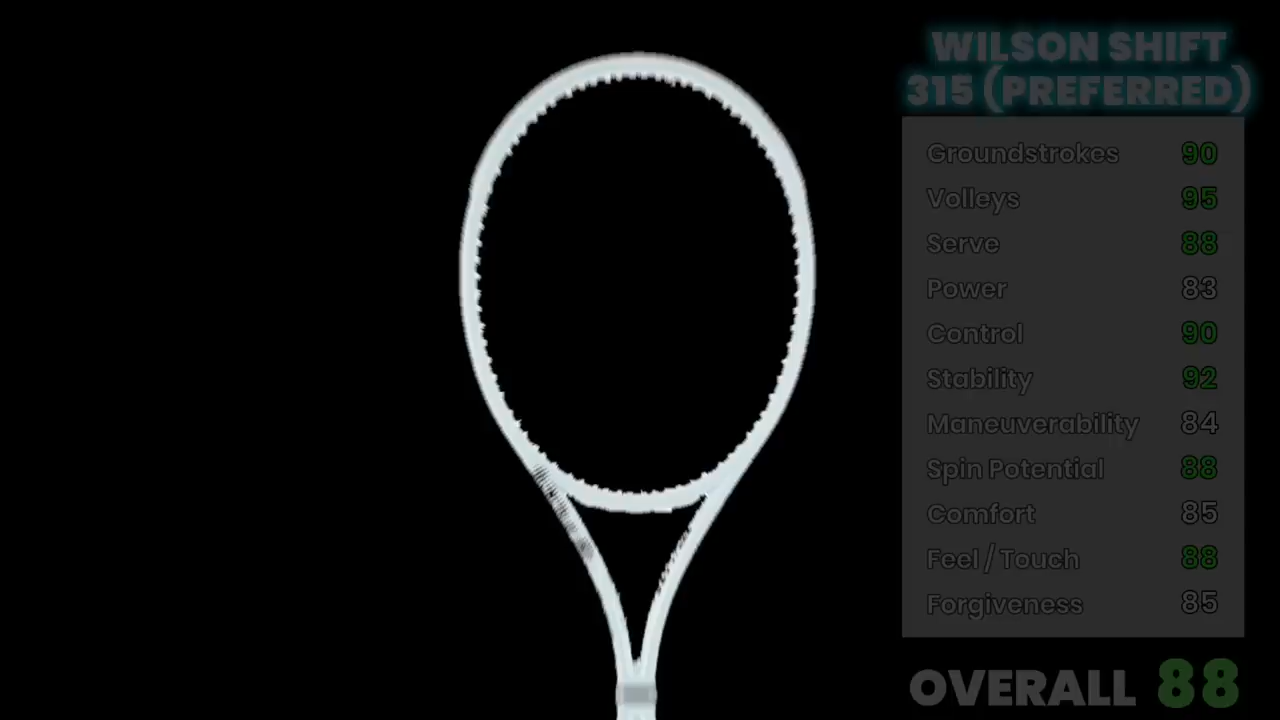 WILSON SHIFT
315 (PREFERRED)
Groundstrokes 90
Volleys 95
Serve 88
Power 83
Control 90
Stability 92
Maneuverability 84
Spin Potential 88
Comfort 85
Feel / Touch 88
Forgiveness 85
OVERALL 88